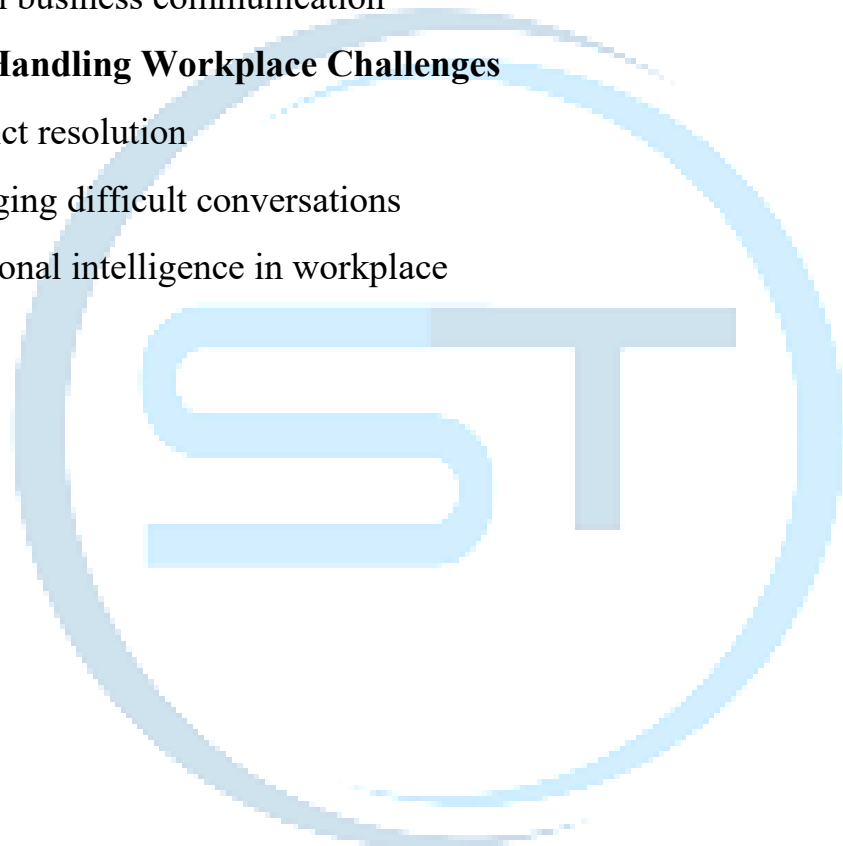 business communication
Handling Workplace Challenges
ct resolution
ging difficult conversations
onal intelligence in workplace
ST